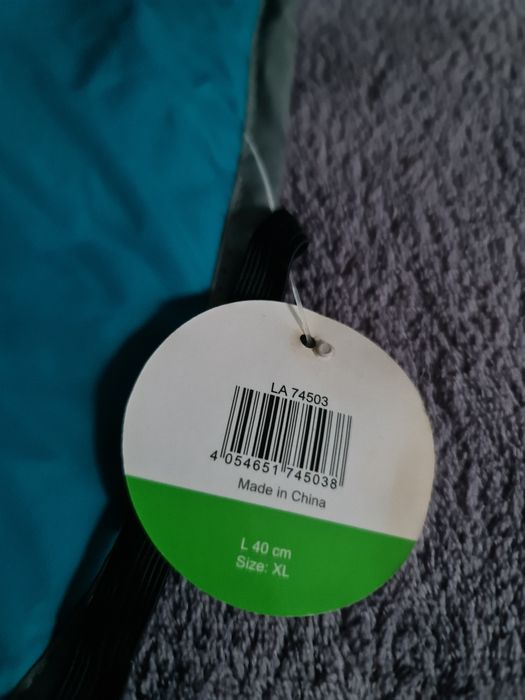 LA 74503
4 054651 745038
Made in China
L 40 cm
Size: XL